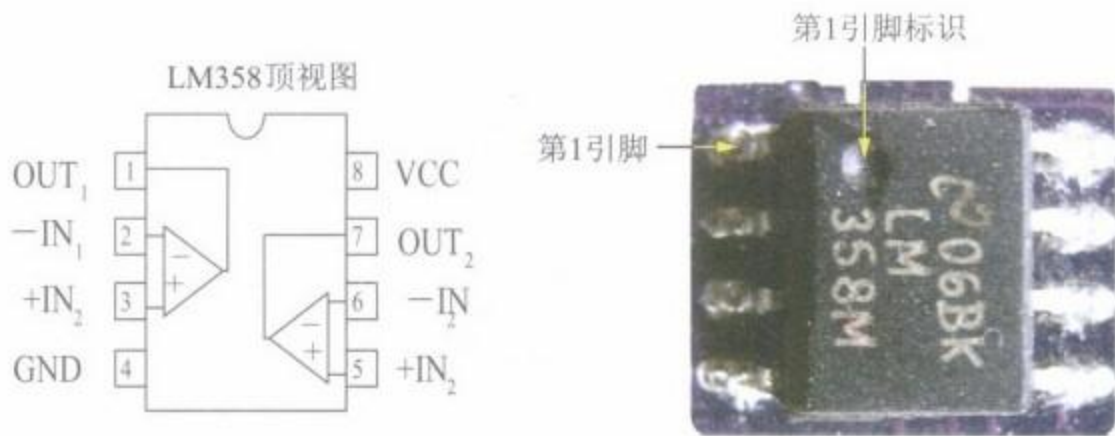 第1引脚标识
LM358顶视图
第1引脚
OUT₁
1
8
VCC
−IN₁
2
7
OUT₂
+IN₂
3
6
−IN₂
GND
4
5
+IN₂
−
+
−
+
06BK
LM
358M